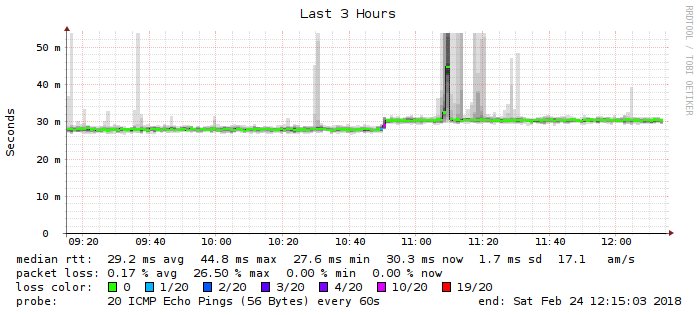 Last 3 Hours
RRDTOOL / TOBI OETIKER
Seconds
50 m
40 m
30 m
20 m
10 m
0
09:20 09:40 10:00 10:20 10:40 11:00 11:20 11:40 12:00
median rtt: 29.2 ms avg 44.8 ms max 27.6 ms min 30.3 ms now 1.7 ms sd 17.1 am/s
packet loss: 0.17 % avg 26.50 % max 0.00 % min 0.00 % now
loss color: 0 1/20 2/20 3/20 4/20 10/20 19/20
probe: 20 ICMP Echo Pings (56 Bytes) every 60s end: Sat Feb 24 12:15:03 2018